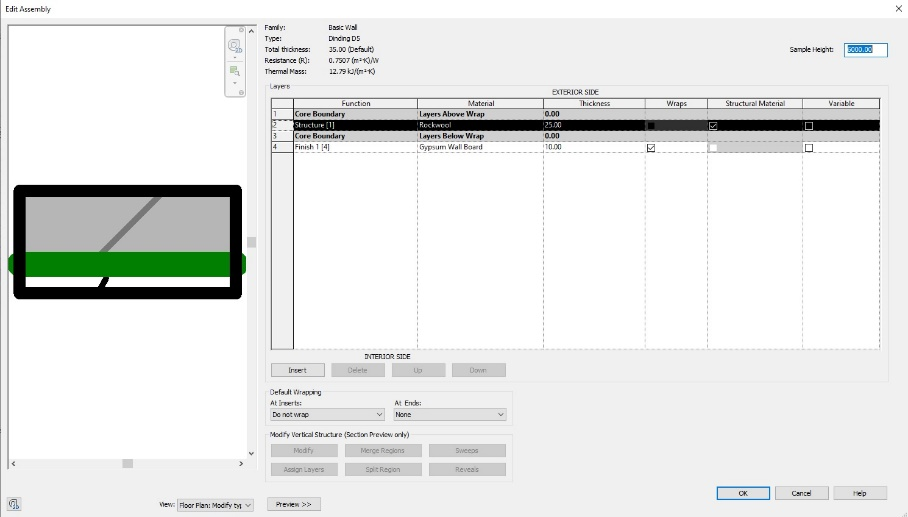 Edit Assembly
Family: Basic Wall
Type: Dinding D5
Total thickness: 35.00 (Default)
Resistance (R): 0.7507 (m²·K)/W
Thermal Mass: 12.79 kJ/(m²·K)
Sample Height: 6000.00
Layers
EXTERIOR SIDE
Function Material Thickness Wraps Structural Material Variable
1 Core Boundary Layers Above Wrap 0.00
2 Structure [1] Rockwool 25.00
3 Core Boundary Layers Below Wrap 0.00
4 Finish 1 [4] Gypsum Wall Board 10.00
INTERIOR SIDE
Insert Delete Up Down
Default Wrapping
At Inserts: At Ends:
Do not wrap None
Modify Vertical Structure (Section Preview only)
Modify Merge Regions Sweeps
Assign Layers Split Region Reveals
View: Floor Plan: Modify typ Preview >> OK Cancel Help